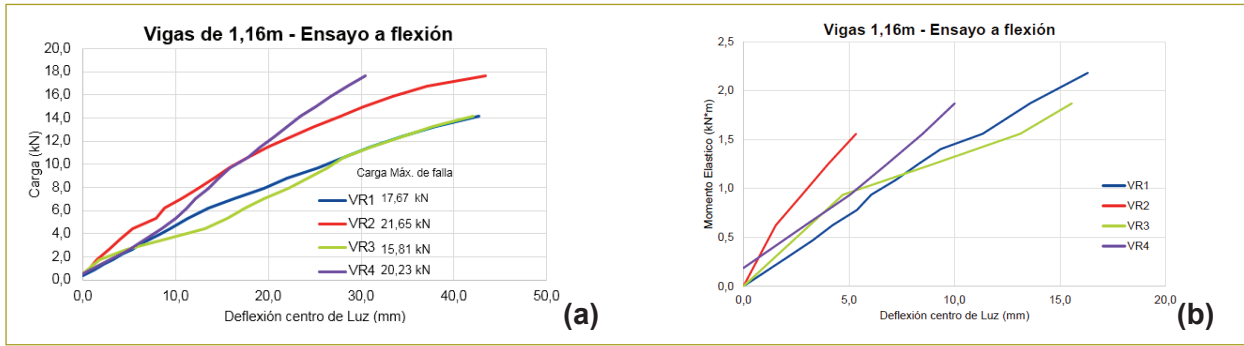 Vigas de 1,16m - Ensayo a flexión
20,0
18,0
16,0
14,0
12,0
10,0
8,0
6,0
4,0
2,0
0,0
Carga (kN)
Carga Máx. de falla
VR1 17,67 kN
VR2 21,65 kN
VR3 15,81 kN
VR4 20,23 kN
0,0 10,0 20,0 30,0 40,0 50,0
Deflexión centro de Luz (mm)
(a)
Vigas 1,16m - Ensayo a flexión
2,5
2,0
1,5
1,0
0,5
0,0
Momento Elastico (kN*m)
VR1
VR2
VR3
VR4
0,0 5,0 10,0 15,0 20,0
Deflexión centro de Luz (mm)
(b)